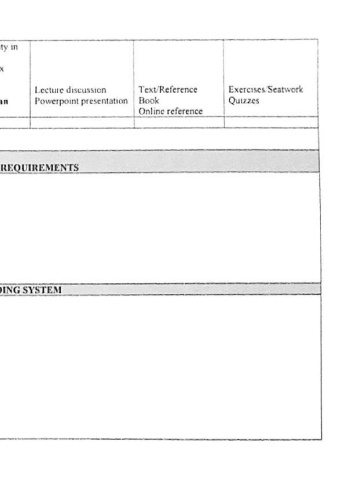 ty in
x
Lecture discussion Text/Reference Exercises/Seatwork
an Powerpoint presentation Book Quizzes
Online reference
REQUIREMENTS
DING SYSTEM